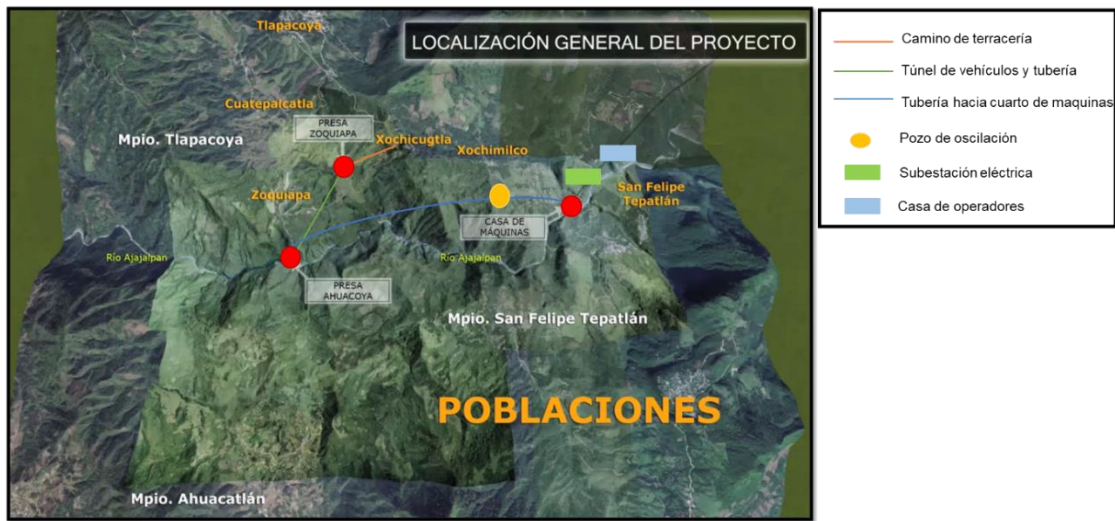 Tlapacoya
LOCALIZACIÓN GENERAL DEL PROYECTO
Cuatepalcatla
PRESA
ZOQUIAPA
Mpio. Tlapacoya
Xochicugtla
Xochimilco
Zoquiapa
San Felipe
Tepatlán
CASA DE
MÁQUINAS
Río Ajajalpan
Río Ajajalpan
PRESA
AHUACOYA
Mpio. San Felipe Tepatlán
POBLACIONES
Mpio. Ahuacatlán
Camino de terracería
Túnel de vehículos y tubería
Tubería hacia cuarto de maquinas
Pozo de oscilación
Subestación eléctrica
Casa de operadores